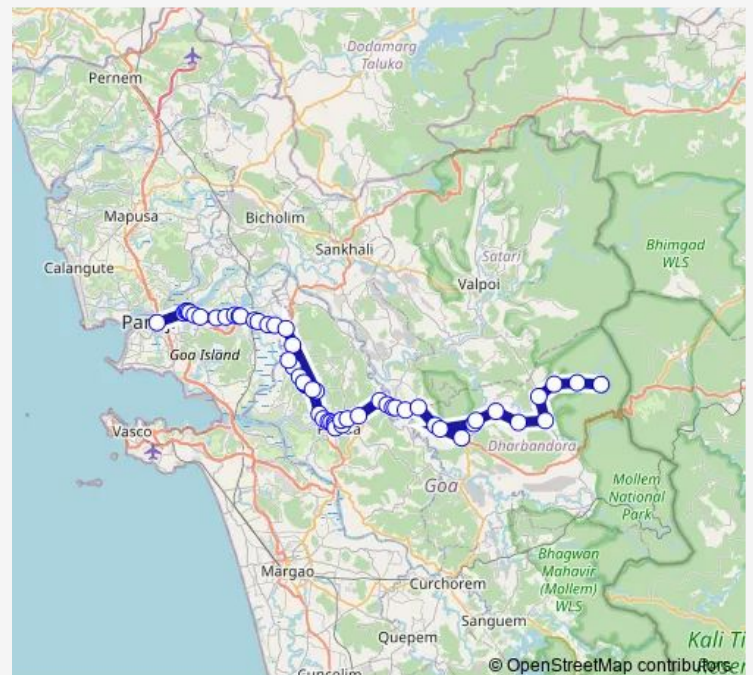 Dodamarg
Taluka
Pernem
Mapusa
Bicholim
Sankhali
Calangute
Satari
Valpoi
Bhimgad
WLS
Goa Island
Vasco
Dharbandora
Goa
Mollem
National
Park
Margao
Curchorem
Bhagwan
Mahavir
(Mollem)
WLS
Sanguem
Quepem
Kali Ti
© OpenStreetMap contributors